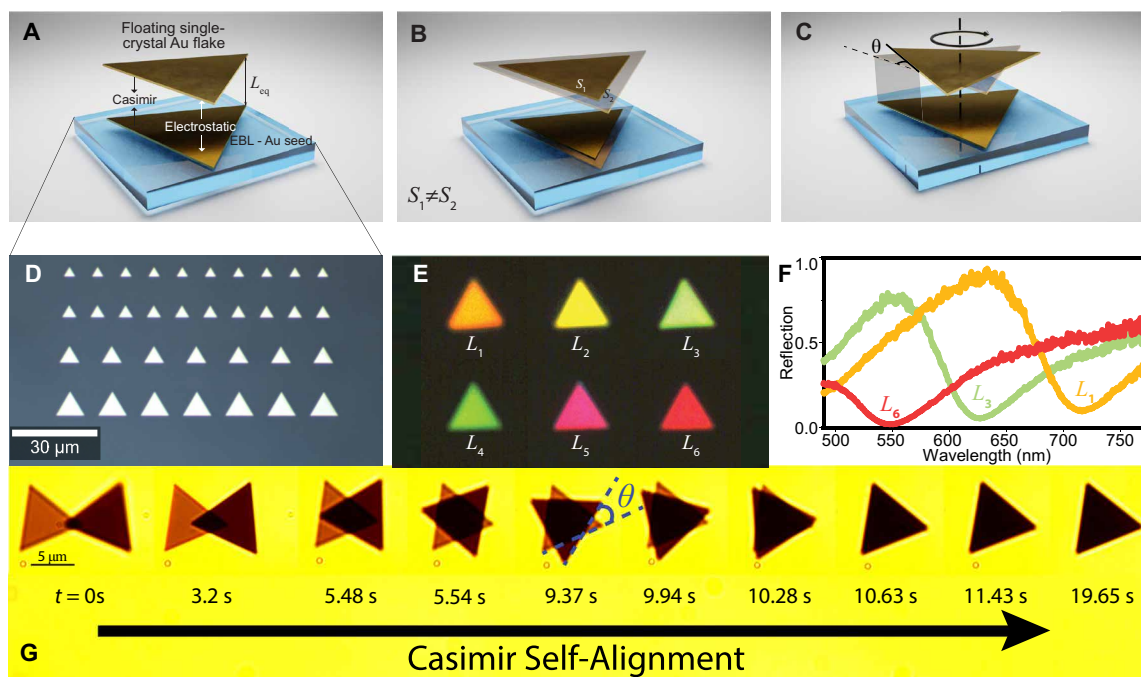 A
Floating single-
crystal Au flake
Casimir
L_eq
Electrostatic
EBL - Au seed
B
S_1
S_2
S_1≠S_2
C
θ
D
30 µm
E
L_1
L_2
L_3
L_4
L_5
L_6
F
Reflection
1.0
0.5
0.0
L_6
L_3
L_1
500
550
600
650
700
750
Wavelength (nm)
θ
5 µm
t = 0s
3.2 s
5.48 s
5.54 s
9.37 s
9.94 s
10.28 s
10.63 s
11.43 s
19.65 s
G
Casimir Self-Alignment